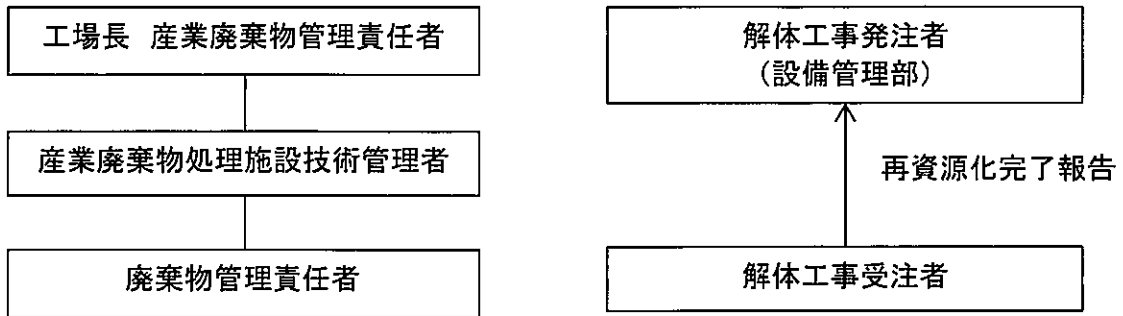 工場長 産業廃棄物管理責任者
産業廃棄物処理施設技術管理者
廃棄物管理責任者
解体工事発注者
（設備管理部）
再資源化完了報告
解体工事受注者